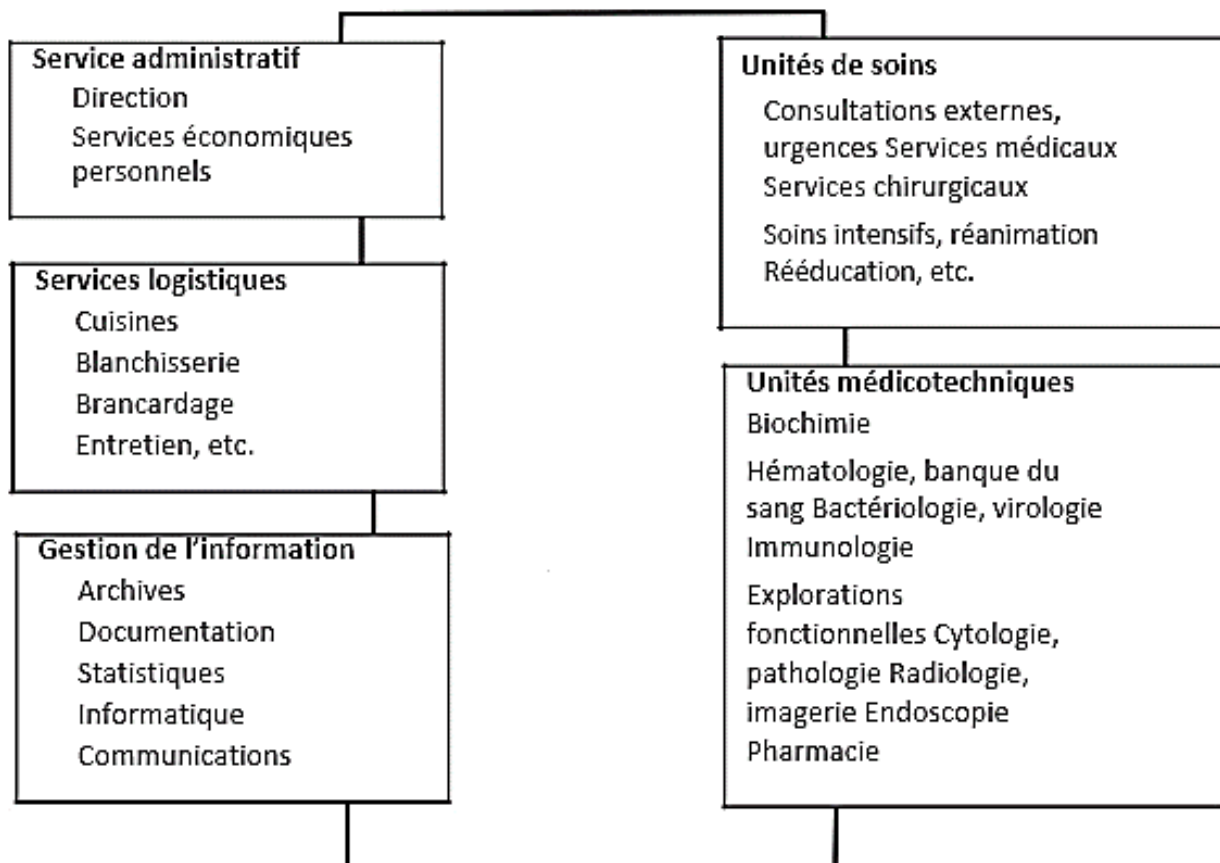 Service administratif
Direction
Services économiques
personnels
Services logistiques
Cuisines
Blanchisserie
Brancardage
Entretien, etc.
Gestion de l'information
Archives
Documentation
Statistiques
Informatique
Communications
Unités de soins
Consultations externes,
urgences Services médicaux
Services chirurgicaux
Soins intensifs, réanimation
Rééducation, etc.
Unités médicotechniques
Biochimie
Hématologie, banque du
sang Bactériologie, virologie
Immunologie
Explorations
fonctionnelles Cytologie,
pathologie Radiologie,
imagerie Endoscopie
Pharmacie